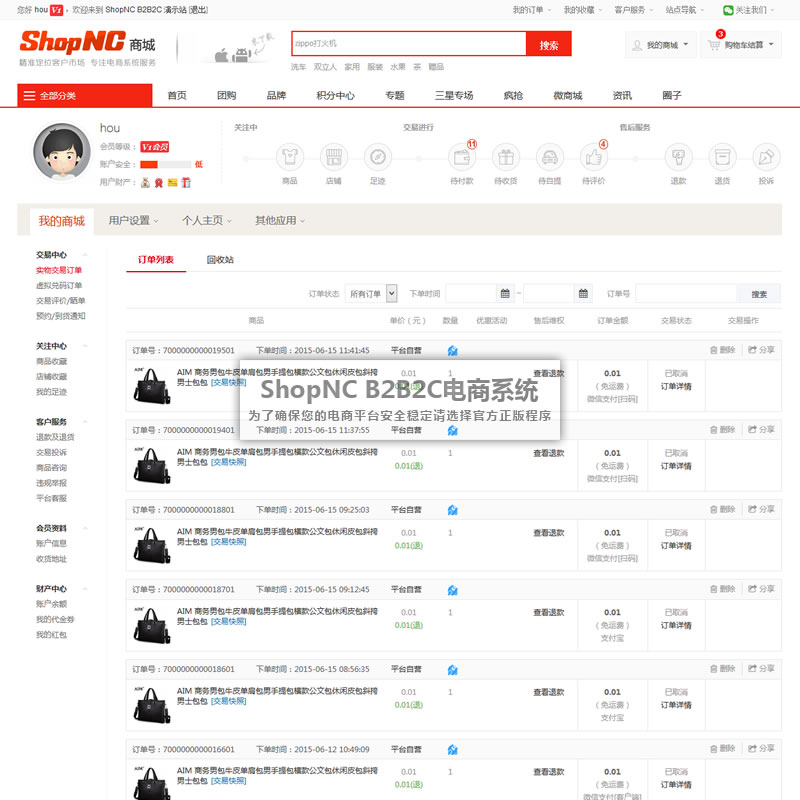 您好 hou V1，欢迎来到 ShopNC B2B2C 演示站 [退出]
我的订单 我的收藏 客户服务 站点导航 关注我们
ShopNC 商城
精准定位客户市场 专注电商系统服务
zippo打火机 搜索
洗车 双立人 家用 服装 水果 茶 赠品
我的商城 购物车结算 3
全部分类 首页 团购 品牌 积分中心 专题 三星专场 疯抢 微商城 资讯 圈子
hou
会员等级： V1会员
账户安全： 低
用户财产：
关注中 交易进行 售后服务
11 4
商品 店铺 足迹 待付款 待收货 待自提 待评价 退款 退货 投诉
我的商城 用户设置 个人主页 其他应用
交易中心
实物交易订单
虚拟兑码订单
交易评价/晒单
预约/到货通知
关注中心
商品收藏
店铺收藏
我的足迹
客户服务
退款及退货
交易投诉
商品咨询
违规举报
平台客服
会员资料
账户信息
收货地址
财产中心
账户余额
我的代金券
我的红包
订单列表 回收站
订单状态 所有订单 下单时间 - 订单号 搜索
商品 单价（元） 数量 优惠活动 售后维权 订单金额 交易状态 交易操作
订单号：7000000000019501 下单时间：2015-06-15 11:41:45 平台自营 删除 分享
AIM 商务男包牛皮单肩包男手提包横款公文包休闲皮包斜挎
男士包包 [交易快照]
查看退款
0.01
（免运费）
微信支付[扫码]
已取消
订单详情
ShopNC B2B2C电商系统
为了确保您的电商平台安全稳定请选择官方正版程序
订单号：7000000000019401 下单时间：2015-06-15 11:37:55 平台自营 删除 分享
AIM 商务男包牛皮单肩包男手提包横款公文包休闲皮包斜挎
男士包包 [交易快照]
0.01
0.01(退)
1
查看退款
0.01
（免运费）
微信支付[扫码]
已取消
订单详情
订单号：7000000000018801 下单时间：2015-06-15 09:25:03 平台自营 删除 分享
AIM 商务男包牛皮单肩包男手提包横款公文包休闲皮包斜挎
男士包包 [交易快照]
0.01
0.01(退)
1
查看退款
0.01
（免运费）
微信支付[扫码]
已取消
订单详情
订单号：7000000000018701 下单时间：2015-06-15 09:12:45 平台自营 删除 分享
AIM 商务男包牛皮单肩包男手提包横款公文包休闲皮包斜挎
男士包包 [交易快照]
0.01
0.01(退)
1
查看退款
0.01
（免运费）
支付宝
已取消
订单详情
订单号：7000000000018601 下单时间：2015-06-15 08:56:35 平台自营 删除 分享
AIM 商务男包牛皮单肩包男手提包横款公文包休闲皮包斜挎
男士包包 [交易快照]
0.01
0.01(退)
1
查看退款
0.01
（免运费）
支付宝
已取消
订单详情
订单号：7000000000016601 下单时间：2015-06-12 10:49:09 平台自营 删除 分享
AIM 商务男包牛皮单肩包男手提包横款公文包休闲皮包斜挎
男士包包 [交易快照]
0.01
0.01(退)
1
查看退款
0.01
（免运费）
微信支付[客户端]
已取消
订单详情